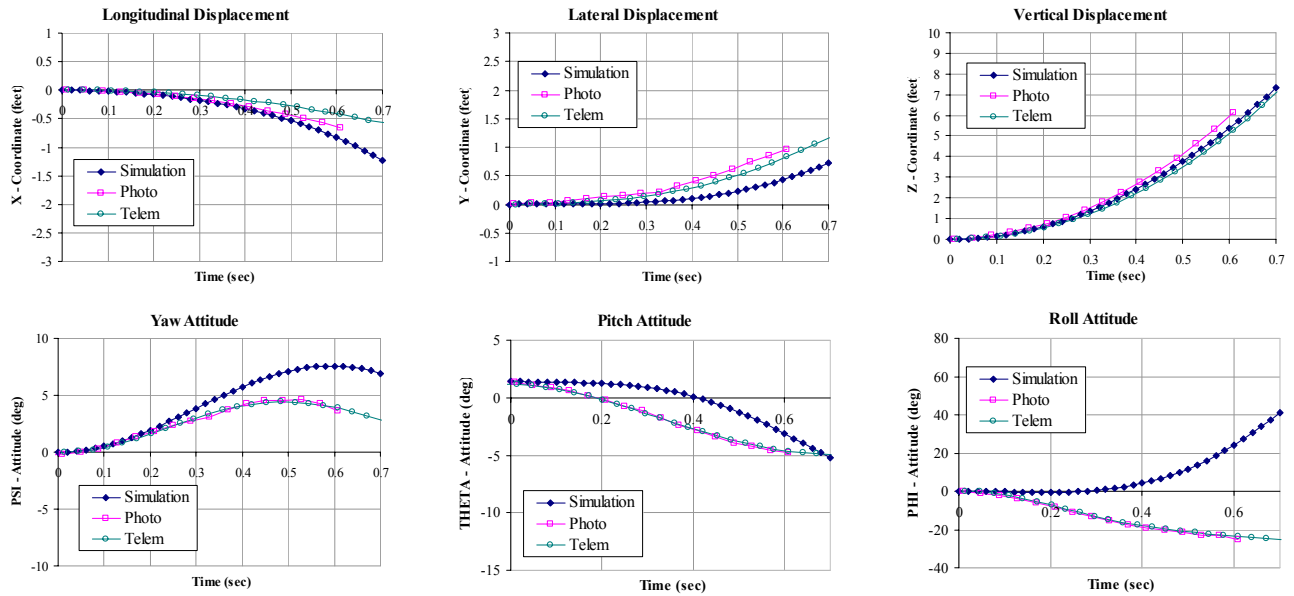 Longitudinal Displacement
X - Coordinate (feet)
1
0.5
0
-0.5
-1
-1.5
-2
-2.5
-3
0 0.1 0.2 0.3 0.4 0.5 0.6 0.7
Simulation
Photo
Telem
Time (sec)
Lateral Displacement
Y - Coordinate (feet)
3
2.5
2
1.5
1
0.5
0
-0.5
-1
0 0.1 0.2 0.3 0.4 0.5 0.6 0.7
Simulation
Photo
Telem
Time (sec)
Vertical Displacement
Z - Coordinate (feet
10
9
8
7
6
5
4
3
2
1
0
0 0.1 0.2 0.3 0.4 0.5 0.6 0.7
Simulation
Photo
Telem
Time (sec)
Yaw Attitude
PSI - Attitude (deg)
10
5
0
-5
-10
0 0.1 0.2 0.3 0.4 0.5 0.6 0.7
Simulation
Photo
Telem
Time (sec)
Pitch Attitude
THETA - Attitude (deg)
5
0
-5
-10
-15
0 0.2 0.4 0.6
Simulation
Photo
Telem
Time (sec)
Roll Attitude
PHI - Attitude (deg)
80
60
40
20
0
-20
-40
0 0.2 0.4 0.6
Simulation
Photo
Telem
Time (sec)